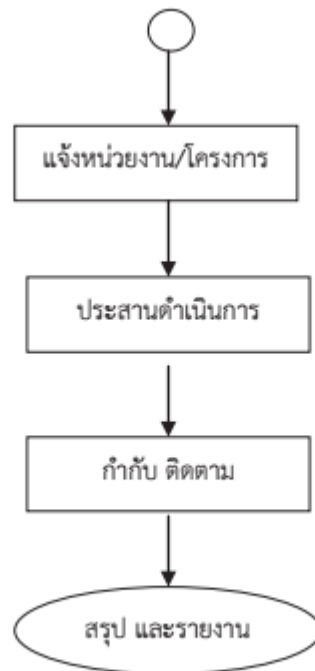 แจ้งหน่วยงาน/โครงการ
ประสานดำเนินการ
กำกับ ติดตาม
สรุป และรายงาน